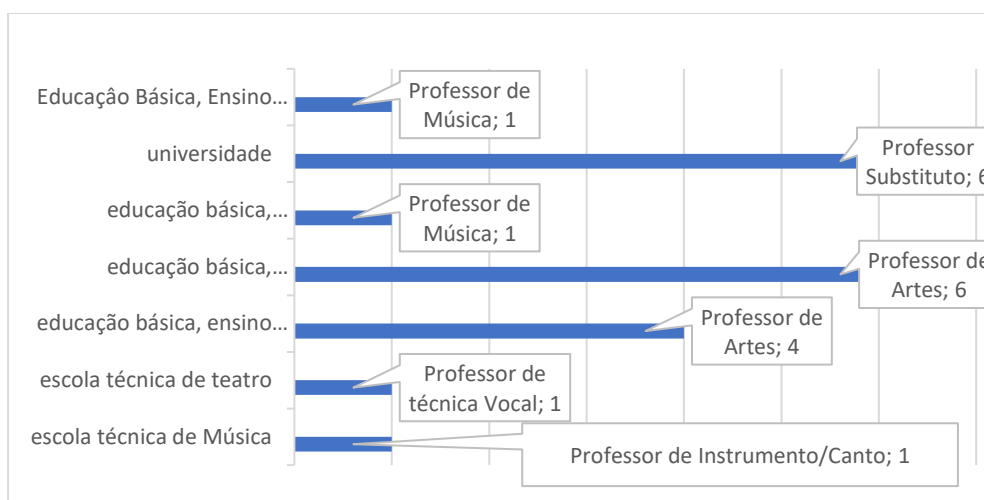 Educação Básica, Ensino...
Professor de
Música; 1
universidade
Professor
Substituto; 6
educação básica,...
Professor de
Música; 1
educação básica,...
Professor de
Artes; 6
educação básica, ensino...
Professor de
Artes; 4
escola técnica de teatro
Professor de
técnica Vocal; 1
escola técnica de Música
Professor de Instrumento/Canto; 1